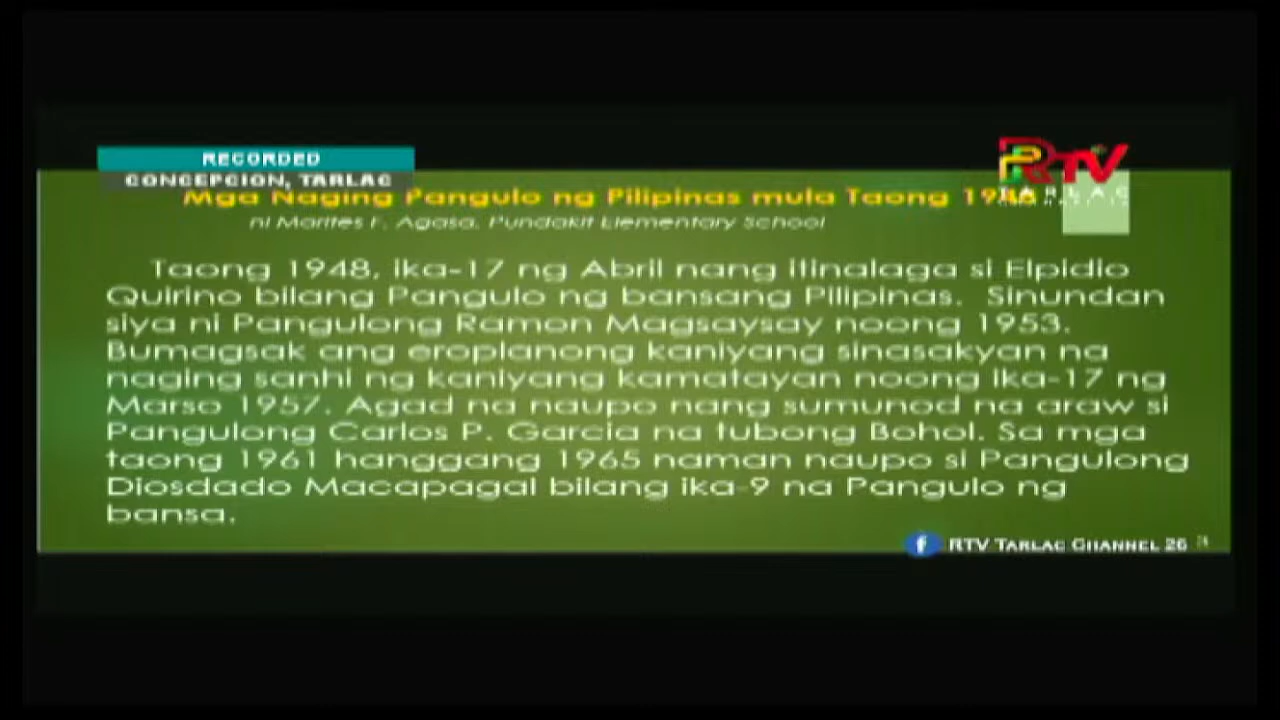 RECORDED
CONCEPCION, TARLAC
RTV
TARLAC
Mga Naging Pangulo ng Pilipinas mula Taong
ni Marites F. Agasa, Pundakit Elementary School
Taong 1948, ika-17 ng Abril nang itinalaga si Elpidio
Quirino bilang Pangulo ng bansang Pilipinas. Sinundan
siya ni Pangulong Ramon Magsaysay noong 1953.
Bumagsak ang eroplanong kaniyang sinasakyan na
naging sanhi ng kaniyang kamatayan noong ika-17 ng
Marso 1957. Agad na naupo nang sumunod na araw si
Pangulong Carlos P. Garcia na tubong Bohol. Sa mga
taong 1961 hanggang 1965 naman naupo si Pangulong
Diosdado Macapagal bilang ika-9 na Pangulo ng
bansa.
f RTV TARLAC CHANNEL 26